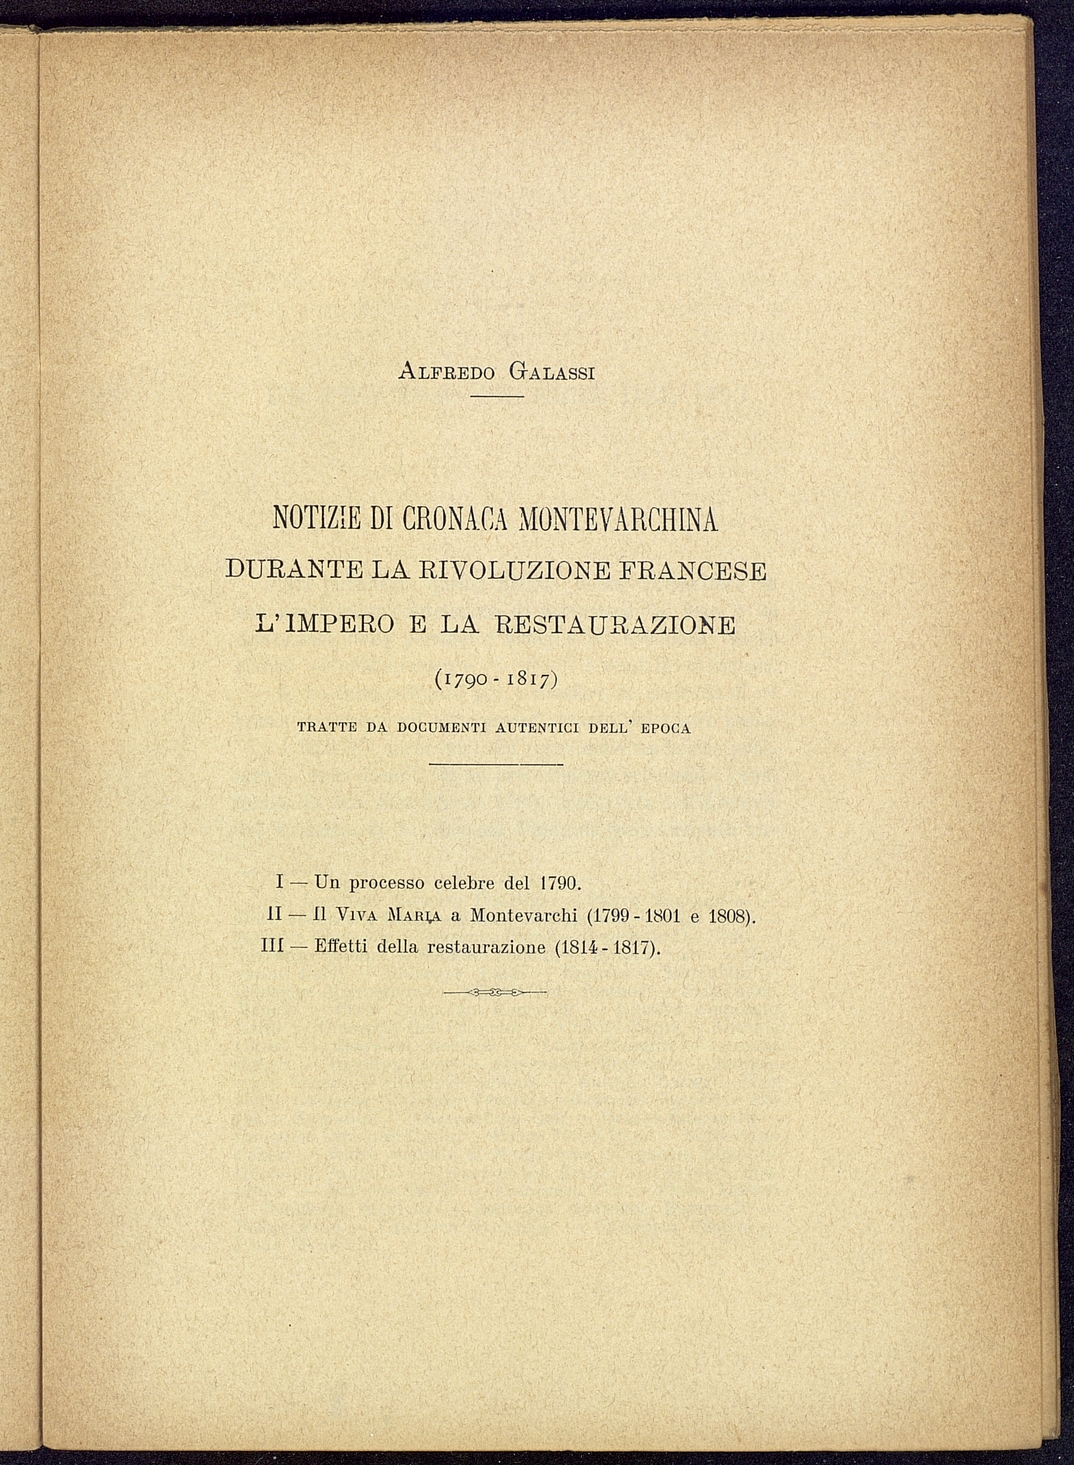 Alfredo Galassi
NOTIZIE DI CRONACA MONTEVARCHINA
DURANTE LA RIVOLUZIONE FRANCESE
L'IMPERO E LA RESTAURAZIONE
(1790-1817)
TRATTE DA DOCUMENTI AUTENTICI DELL' EPOCA
I — Un processo celebre del 1790.
II — Il Viva Maria a Montevarchi (1799-1801 e 1808).
III — Effetti della restaurazione (1814-1817).